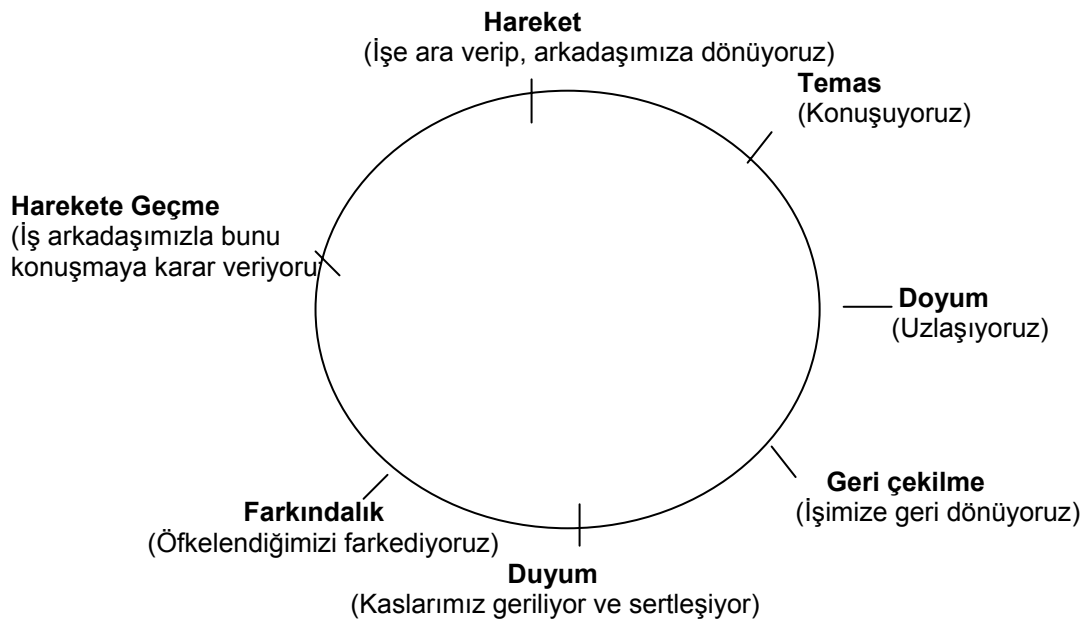 Hareket
(İşe ara verip, arkadaşımıza dönüyoruz)
Temas
(Konuşuyoruz)
Harekete Geçme
(İş arkadaşımızla bunu
konuşmaya karar veriyoru
Doyum
(Uzlaşıyoruz)
Geri çekilme
(İşimize geri dönüyoruz)
Farkındalık
(Öfkelendiğimizi farkediyoruz)
Duyum
(Kaslarımız geriliyor ve sertleşiyor)